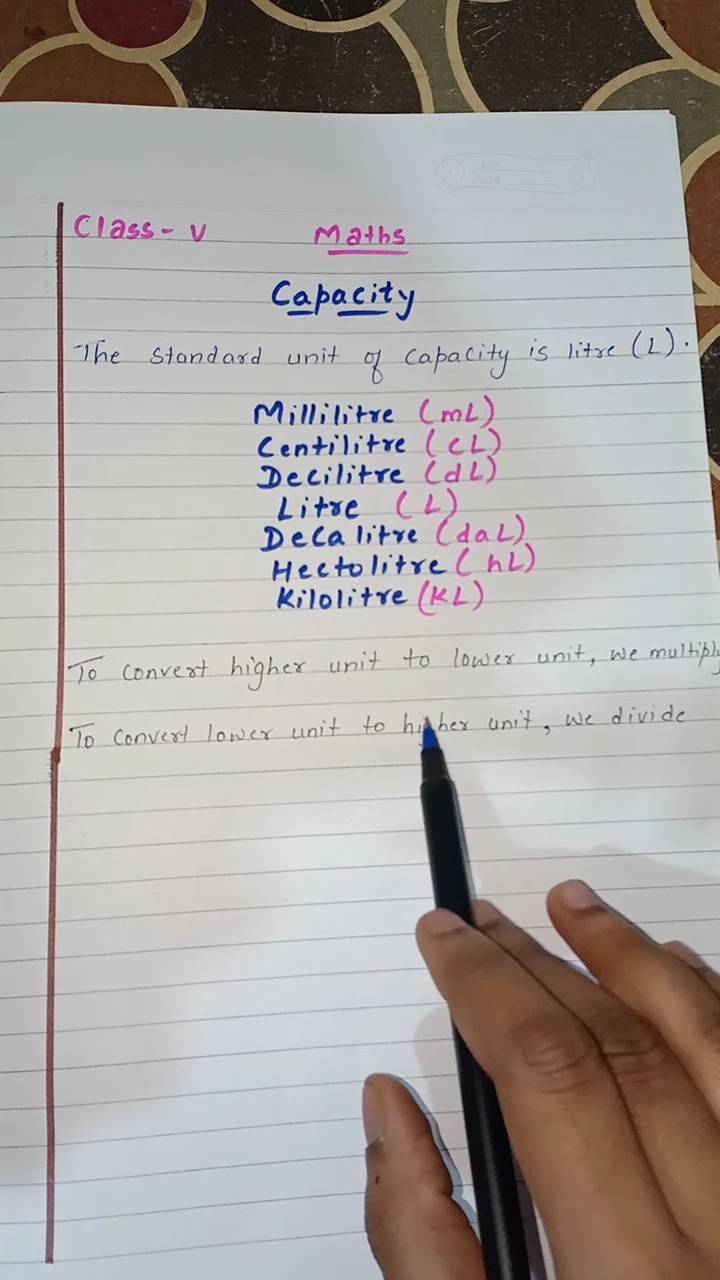 DATE
PAGE
Class - V Maths
Capacity
The standard unit of capacity is litre (L).
Millilitre (mL)
Centilitre (cL)
Decilitre (dL)
Litre (L)
Decalitre (daL)
Hectolitre (hL)
Kilolitre (KL)
To convert higher unit to lower unit, we multiply
To convert lower unit to higher unit, we divide